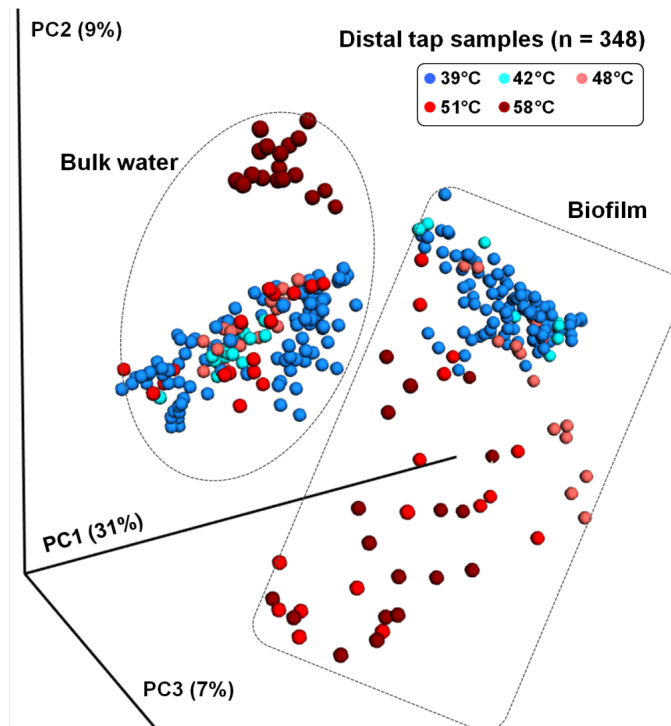 PC2 (9%)
Distal tap samples (n = 348)
39°C 42°C 48°C
51°C 58°C
Bulk water
Biofilm
PC1 (31%)
PC3 (7%)